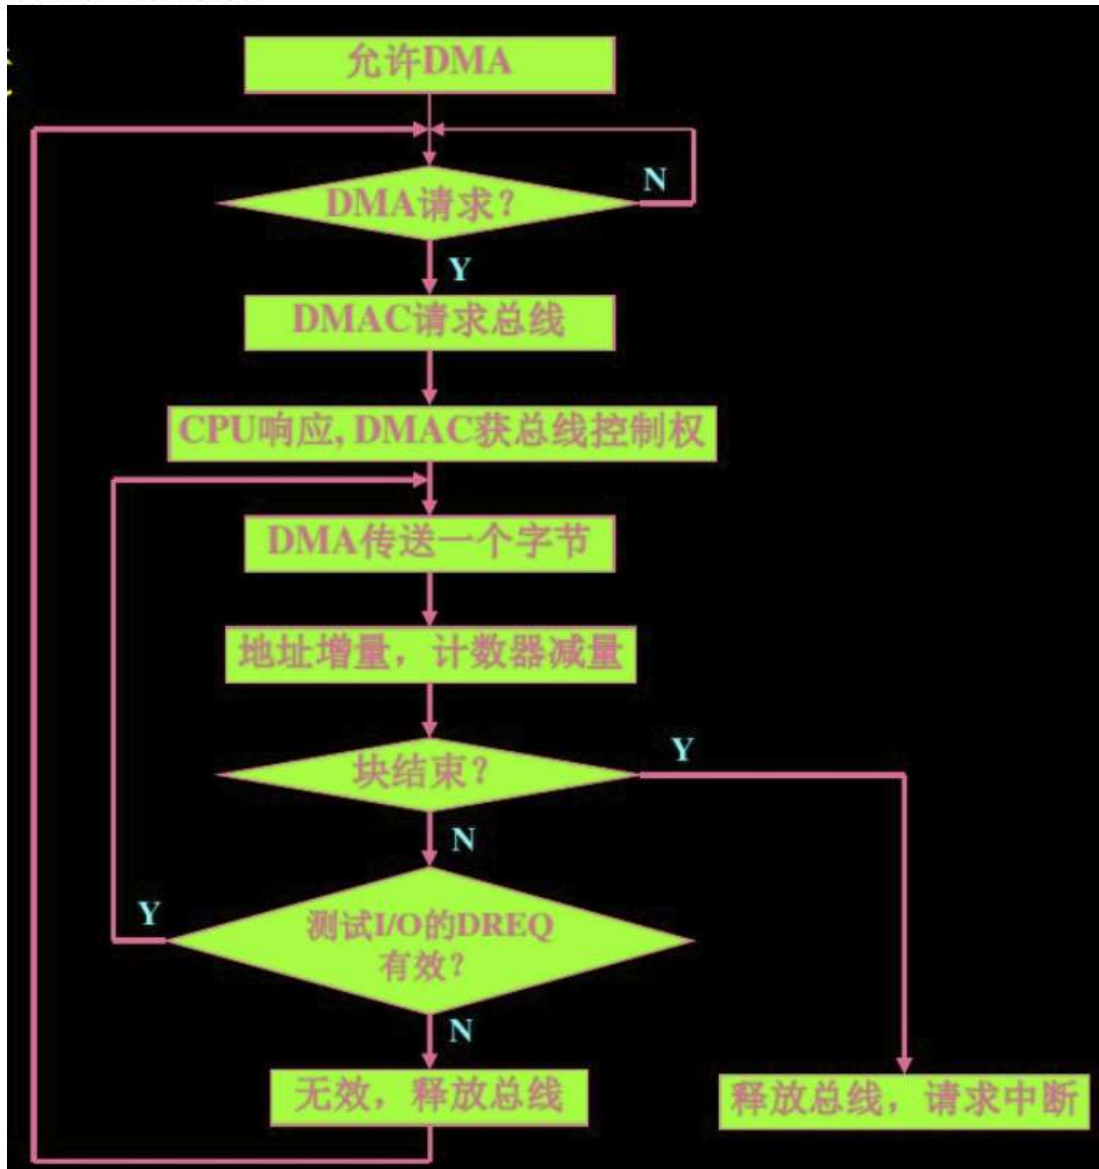 允许DMA
DMA请求？
N
Y
DMAC请求总线
CPU响应, DMAC获总线控制权
DMA传送一个字节
地址增量，计数器减量
块结束？
Y
N
Y
测试I/O的DREQ
有效？
N
无效，释放总线
释放总线，请求中断